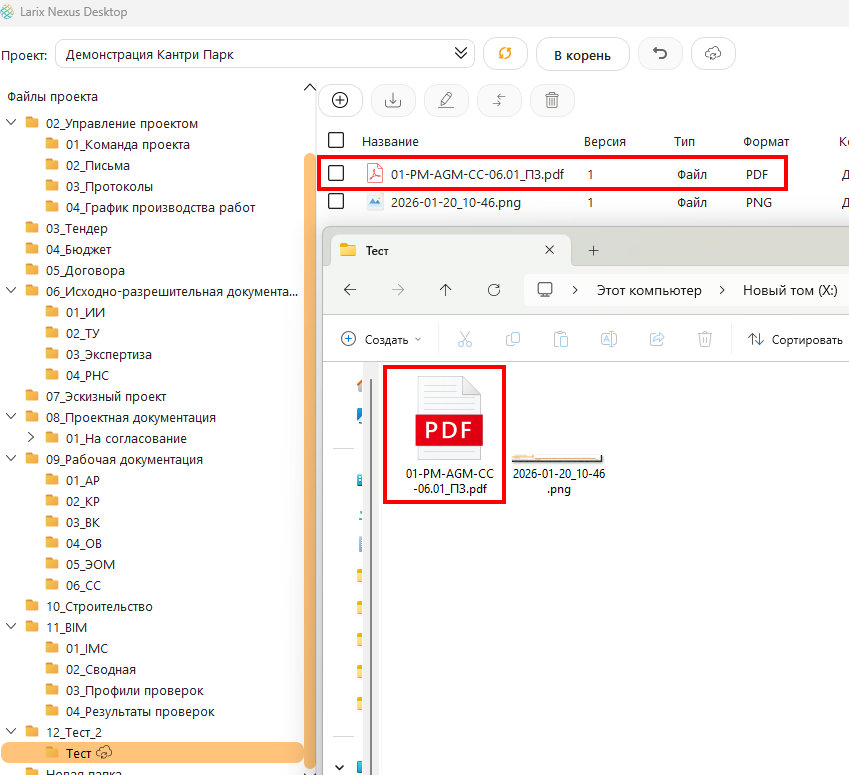 Larix Nexus Desktop
Проект:
Демонстрация Кантри Парк
В корень
Файлы проекта
02_Управление проектом
01_Команда проекта
02_Письма
03_Протоколы
04_График производства работ
03_Тендер
04_Бюджет
05_Договора
06_Исходно-разрешительная документа...
01_ИИ
02_ТУ
03_Экспертиза
04_РНС
07_Эскизный проект
08_Проектная документация
01_На согласование
09_Рабочая документация
01_АР
02_КР
03_ВК
04_ОВ
05_ЭОМ
06_СС
10_Строительство
11_BIM
01_IMC
02_Сводная
03_Профили проверок
04_Результаты проверок
12_Тест_2
Тест
Новая папка
Название Версия Тип Формат
01-PM-AGM-CC-06.01_ПЗ.pdf 1 Файл PDF
2026-01-20_10-46.png 1 Файл PNG
Тест
Этот компьютер
Новый том (X:)
Создать
Сортировать
PDF
01-PM-AGM-CC
-06.01_ПЗ.pdf
2026-01-20_10-46
.png